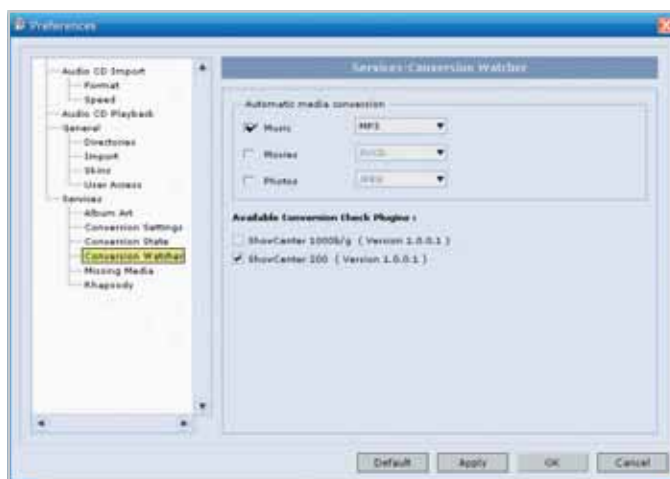 Preferences
Audio CD Import
Format
Speed
Audio CD Playback
General
Directories
Import
Skins
User Access
Services
Album Art
Conversion Settings
Conversion State
Conversion Watcher
Missing Media
Rhapsody
Services-Conversion Watcher
Automatic media conversion
Music MP3
Movies
Photos JPEG
Available Conversion Check Plugins :
ShowCenter 1000b/g ( Version 1.0.0.1 )
ShowCenter 200 ( Version 1.0.0.1 )
Default Apply OK Cancel